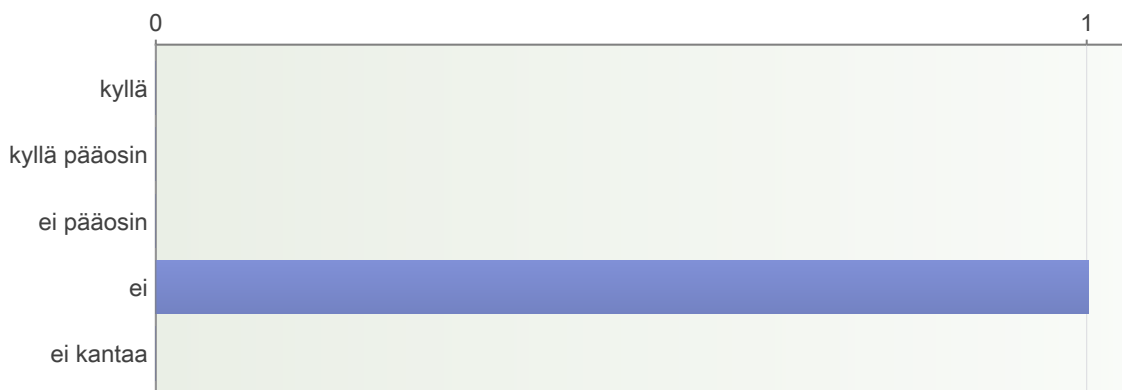 0 1
kyllä
kyllä pääosin
ei pääosin
ei
ei kantaa